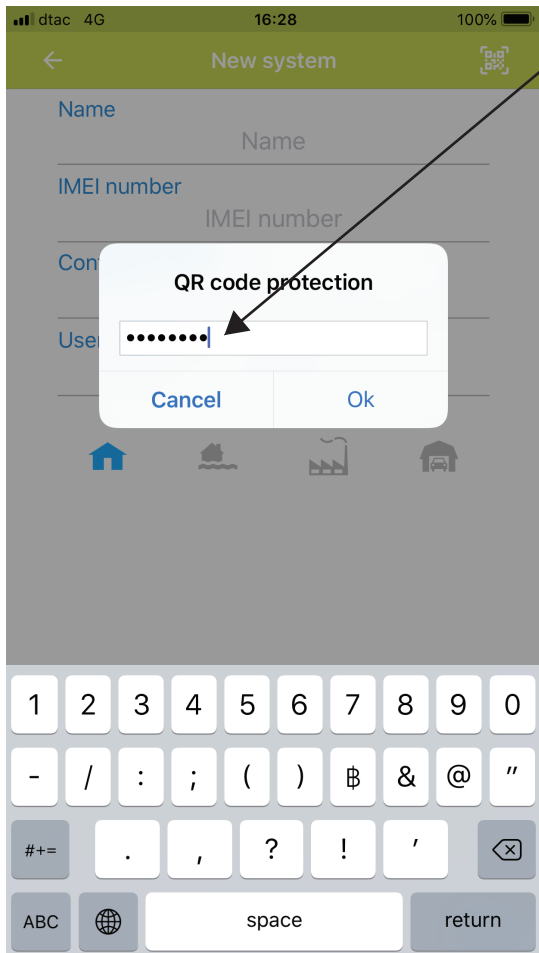 dtac 4G 16:28 100%
New system
Name
Name
IMEI number
IMEI number
QR code protection
••••••••
Cancel Ok
1 2 3 4 5 6 7 8 9 0
- / : ; ( ) ฿ & @ "
#+= . , ? ! '
ABC space return